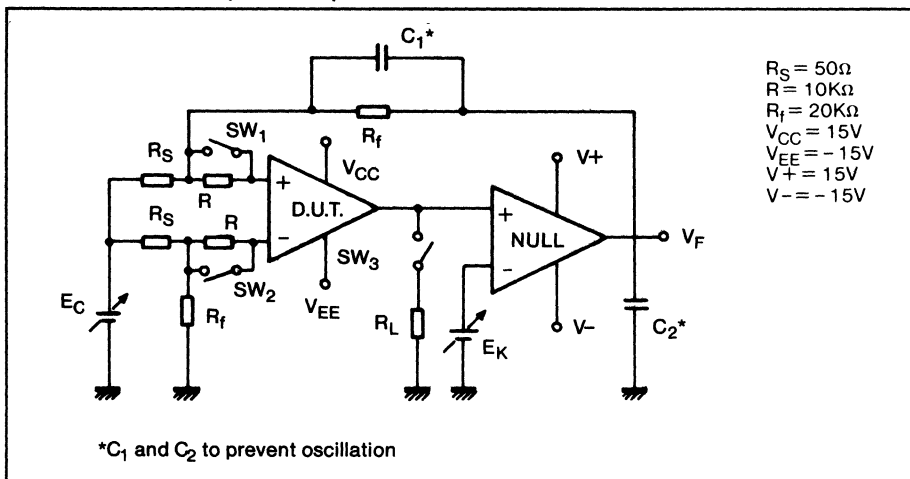 C1*
RS = 50Ω
R = 10KΩ
Rf = 20KΩ
VCC = 15V
VEE = -15V
V+ = 15V
V- = -15V
Rf
SW1
RS
R
VCC
V+
+
D.U.T.
-
RS
R
SW2
VEE
SW3
+
NULL
-
VF
EC
Rf
RL
EK
V-
C2*
*C1 and C2 to prevent oscillation